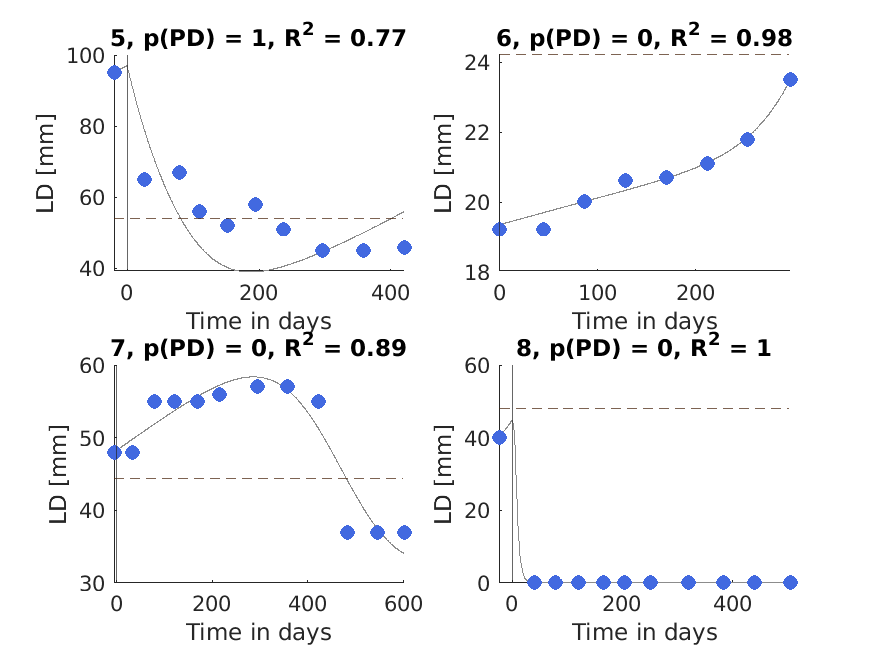 5, p(PD) = 1, R² = 0.77
100
80
60
40
LD [mm]
0
200
400
Time in days
6, p(PD) = 0, R² = 0.98
24
22
20
18
LD [mm]
0
100
200
Time in days
7, p(PD) = 0, R² = 0.89
60
50
40
30
LD [mm]
0
200
400
600
Time in days
8, p(PD) = 0, R² = 1
60
40
20
0
LD [mm]
0
200
400
Time in days